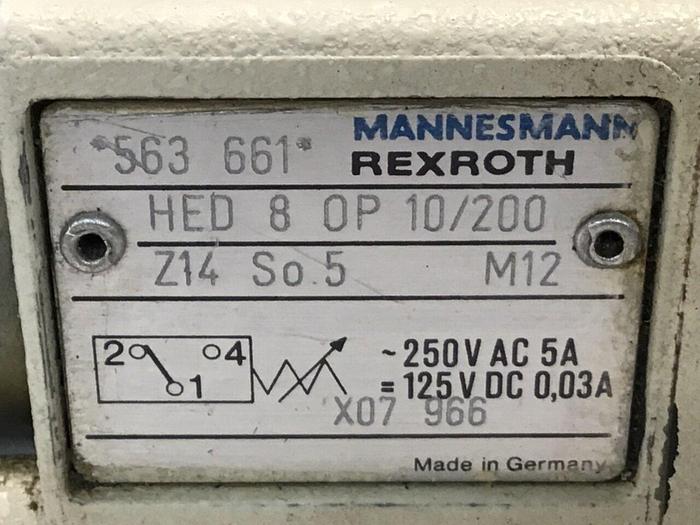 *563 661* MANNESMANN
REXROTH
HED 8 OP 10/200
Z14 So.5 M12
2 4 ~250V AC 5A
1 =125V DC 0,03A
X07 966
Made in Germany